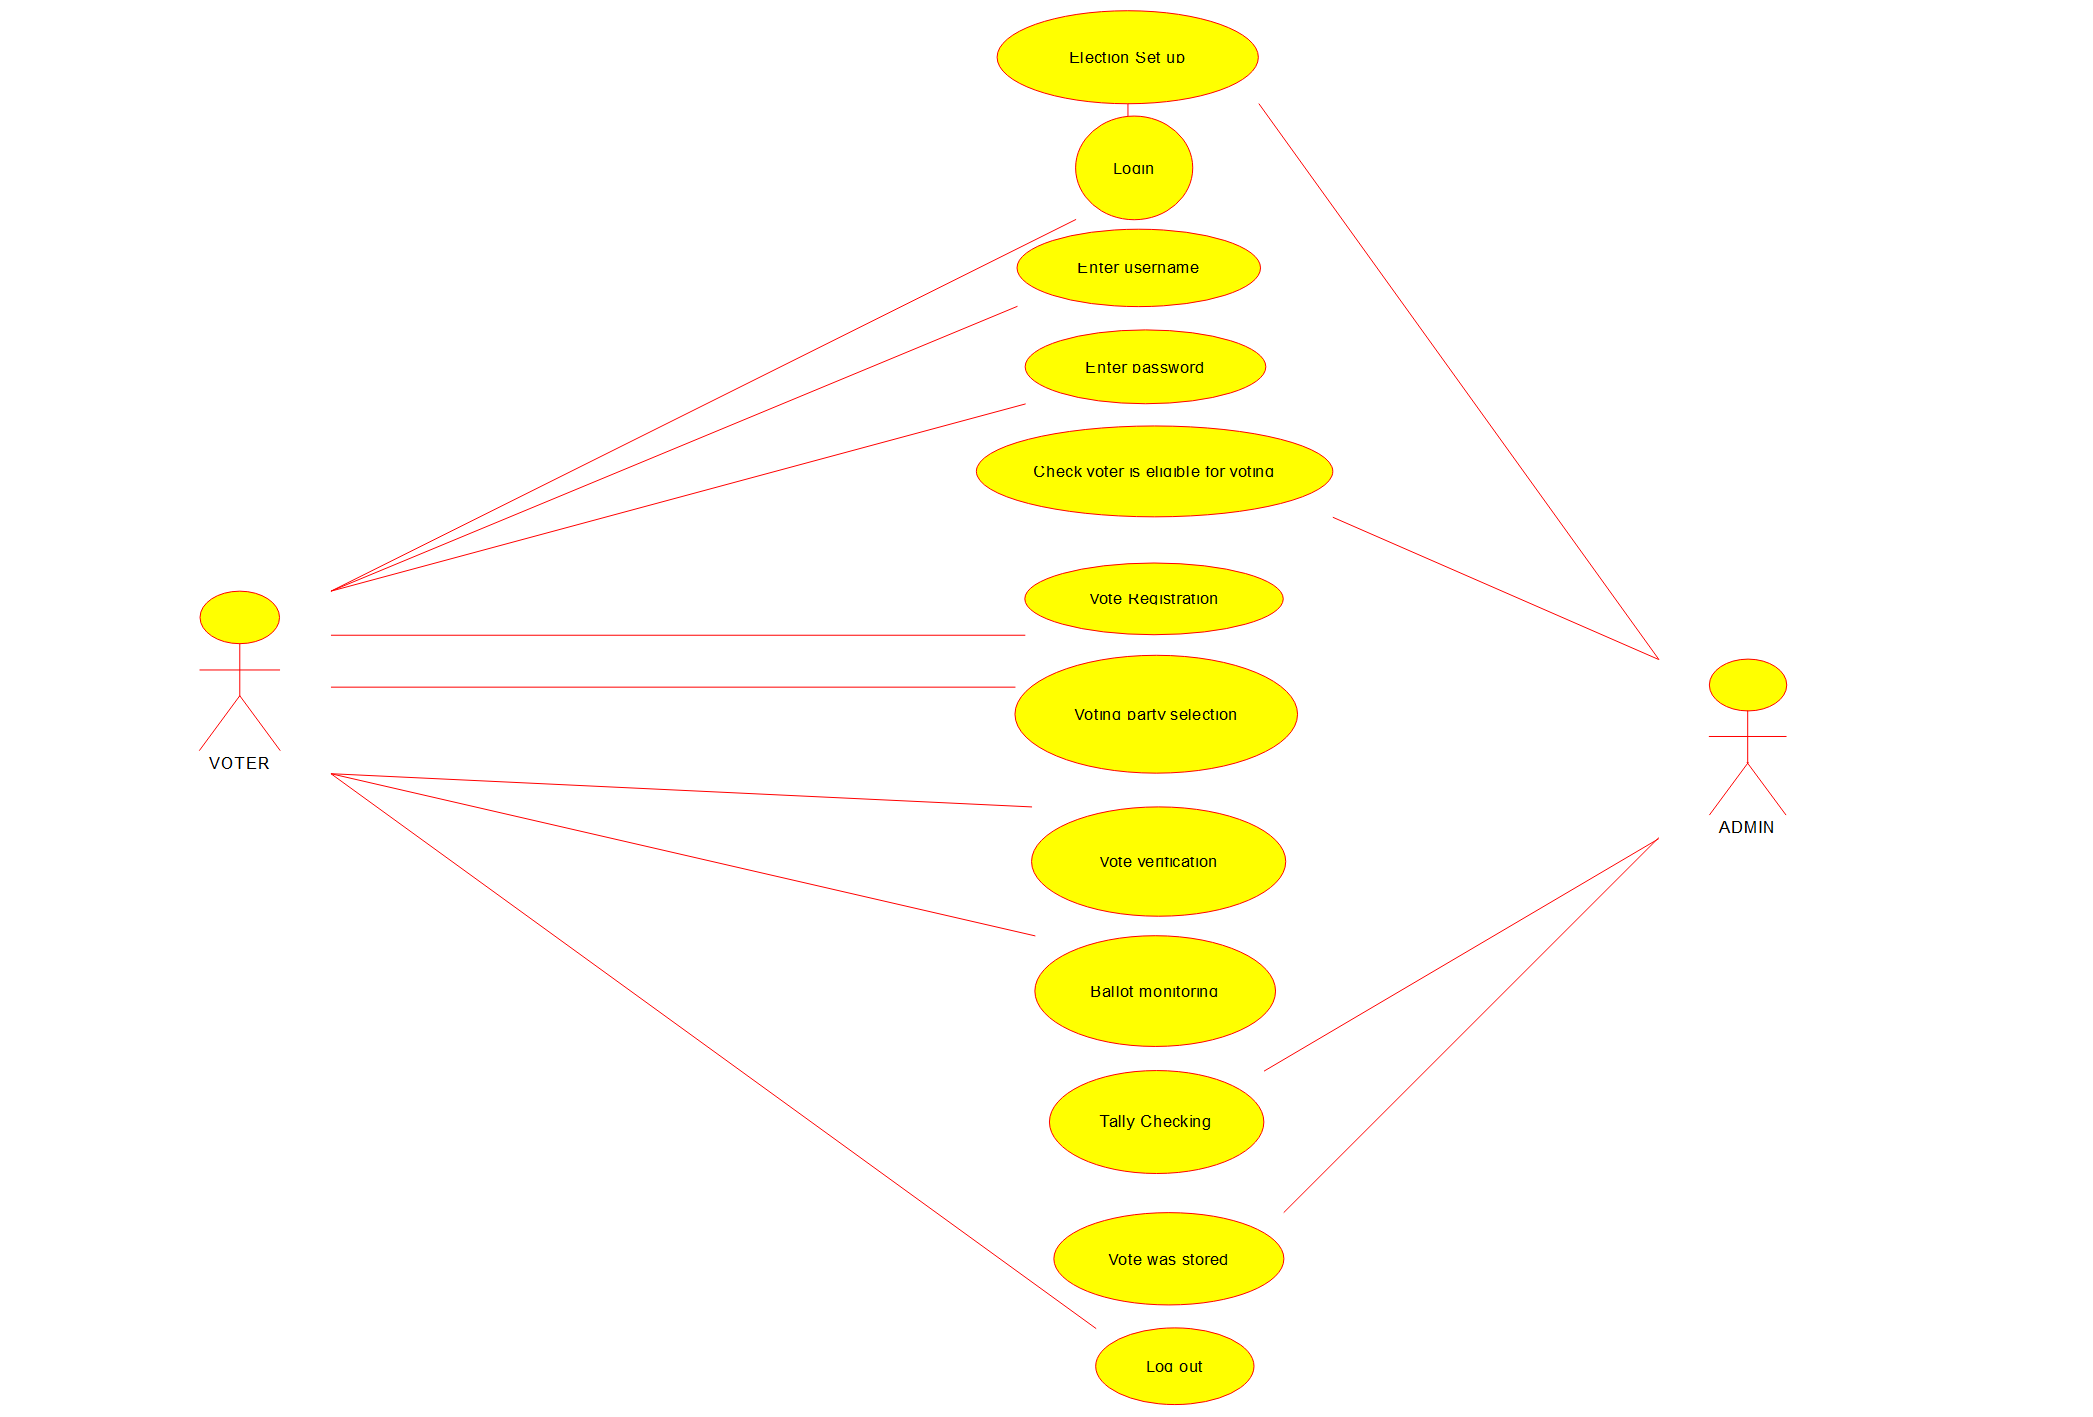 Election Set up
Login
Enter username
Enter password
Check voter is eligible for voting
Vote Registration
Voting party selection
VOTER
ADMIN
Vote verification
Ballot monitoring
Tally Checking
Vote was stored
Log out